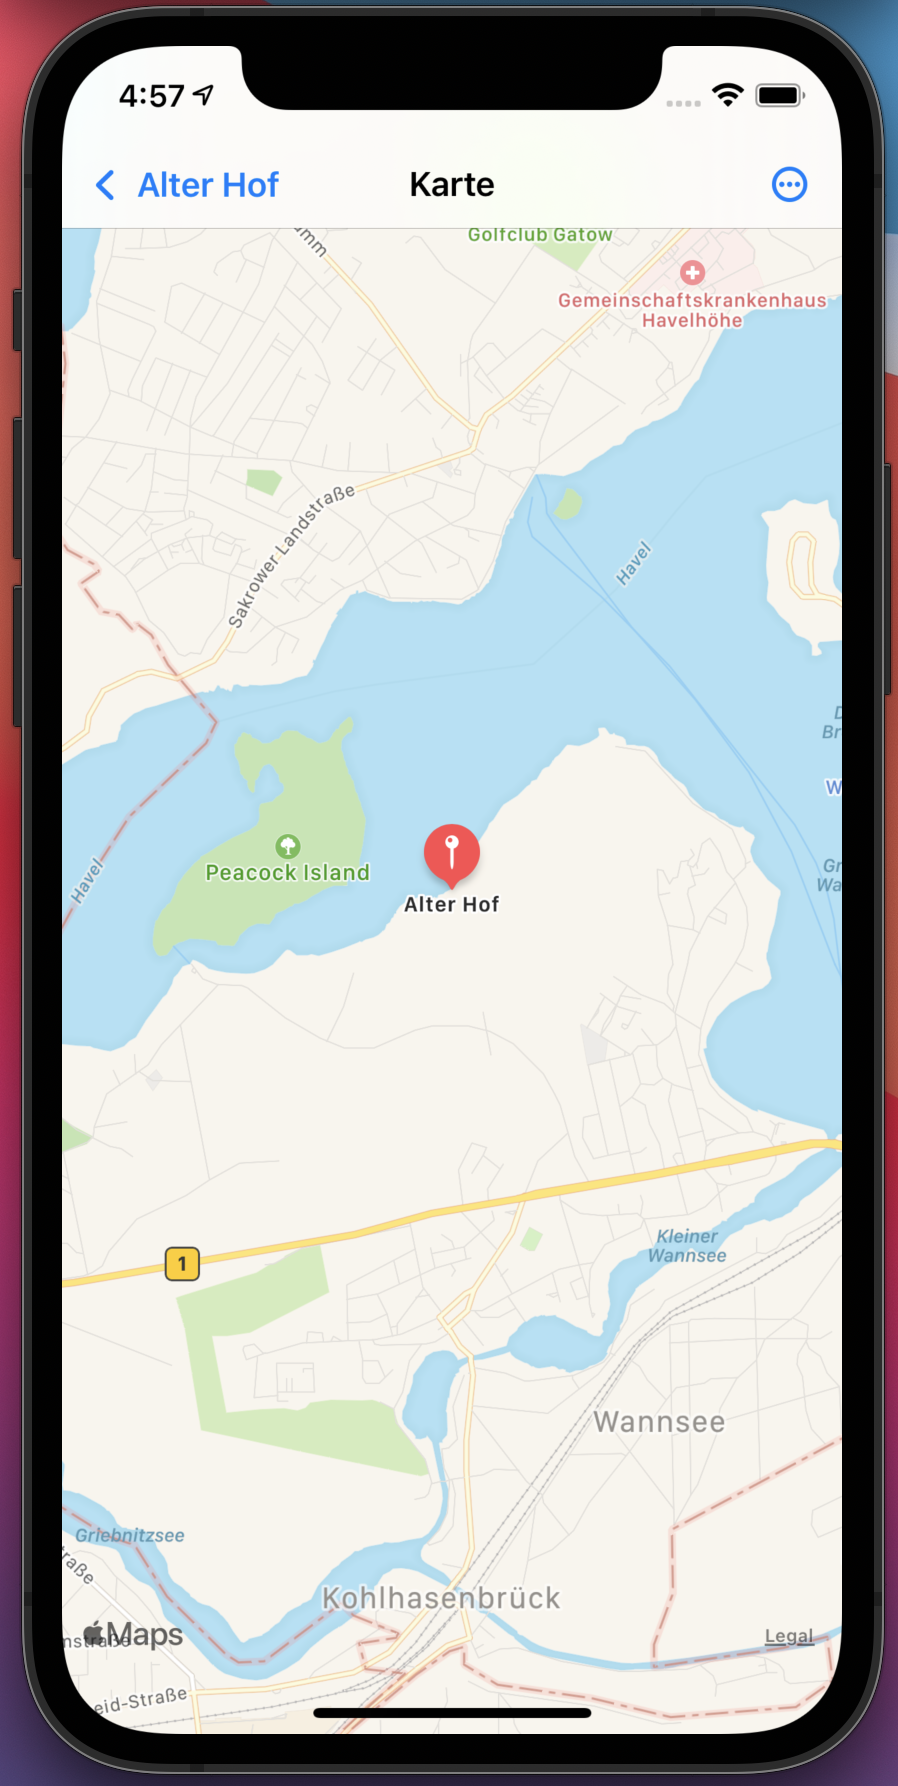 4:57
Alter Hof
Karte
Golfclub Gatow
Gemeinschaftskrankenhaus
Havelhöhe
Sakrower Landstraße
Havel
Br
W
Gr
Wa
Peacock Island
Havel
Alter Hof
1
Kleiner
Wannsee
Wannsee
Griebnitzsee
raße
Kohlhasenbrück
nstraße
Maps
Legal
eid-Straße